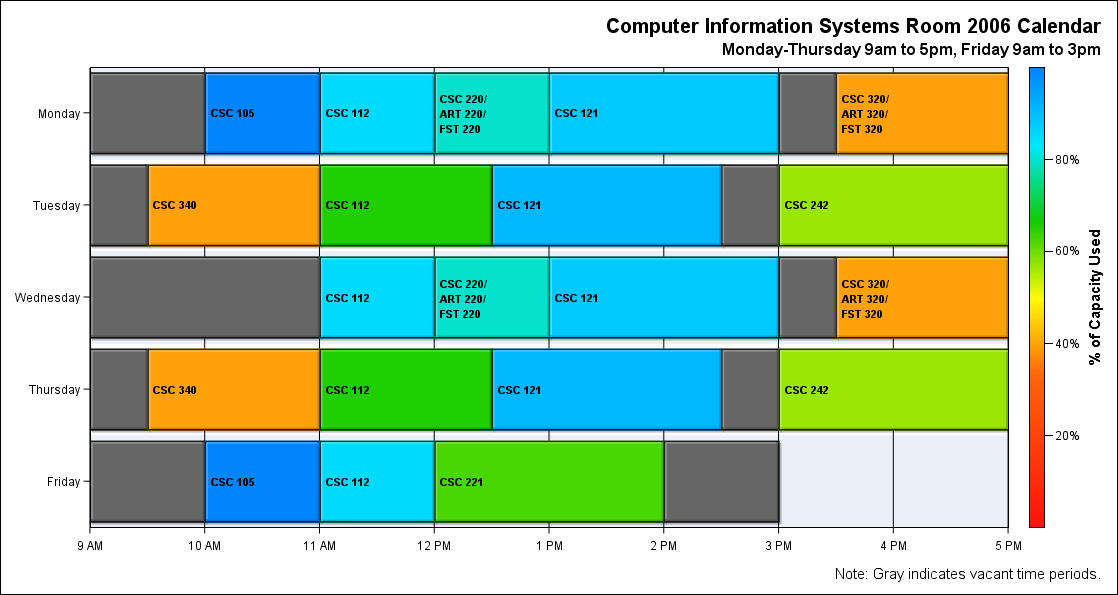 Computer Information Systems Room 2006 Calendar
Monday-Thursday 9am to 5pm, Friday 9am to 3pm
Monday
CSC 105
CSC 112
CSC 220/
ART 220/
FST 220
CSC 121
CSC 320/
ART 320/
FST 320
Tuesday
CSC 340
CSC 112
CSC 121
CSC 242
Wednesday
CSC 112
CSC 220/
ART 220/
FST 220
CSC 121
CSC 320/
ART 320/
FST 320
Thursday
CSC 340
CSC 112
CSC 121
CSC 242
Friday
CSC 105
CSC 112
CSC 221
9 AM
10 AM
11 AM
12 PM
1 PM
2 PM
3 PM
4 PM
5 PM
80%
60%
40%
20%
% of Capacity Used
Note: Gray indicates vacant time periods.